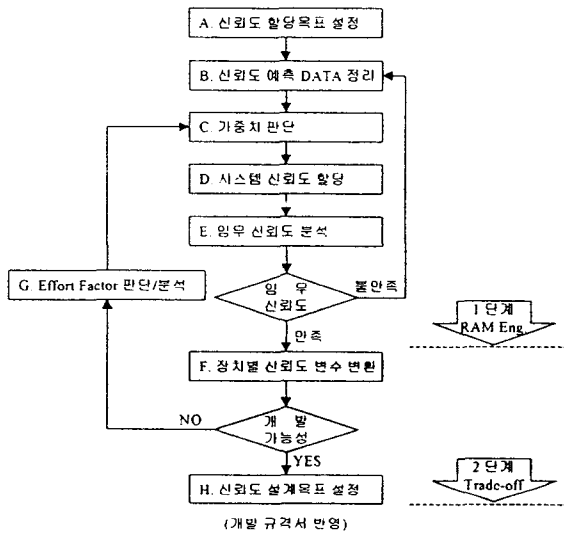 A. 신뢰도 할당목표 설정
B. 신뢰도 예측 DATA 정리
C. 가중치 판단
D. 시스템 신뢰도 할당
E. 임무 신뢰도 분석
G. Effort Factor 판단/분석
임 무
신뢰도
불만족
만족
1 단계
RAM Eng.
F. 장치별 신뢰도 변수 변환
NO
개 발
가능성
YES
2 단계
Trade-off
H. 신뢰도 설계목표 설정
(개발 규격서 반영)